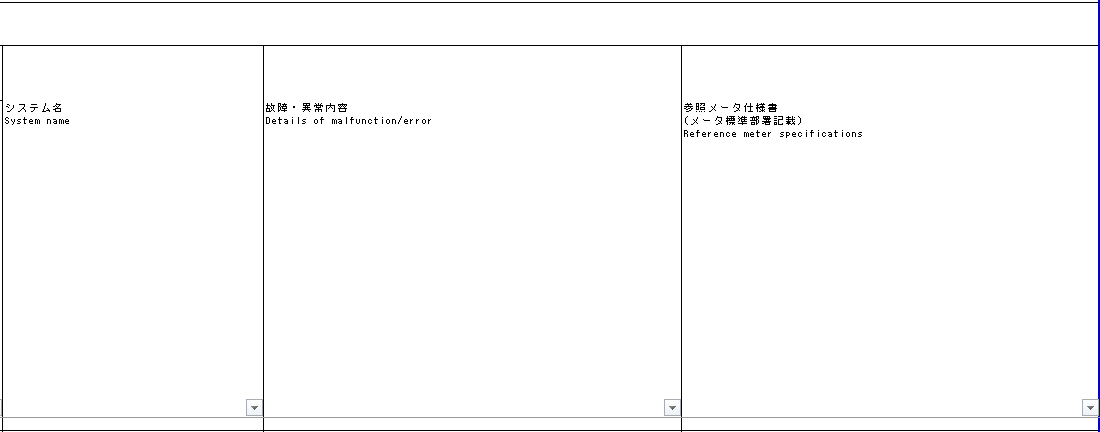 システム名
System name
故障・異常内容
Details of malfunction/error
参照メータ仕様書
(メータ標準部署記載)
Reference meter specifications